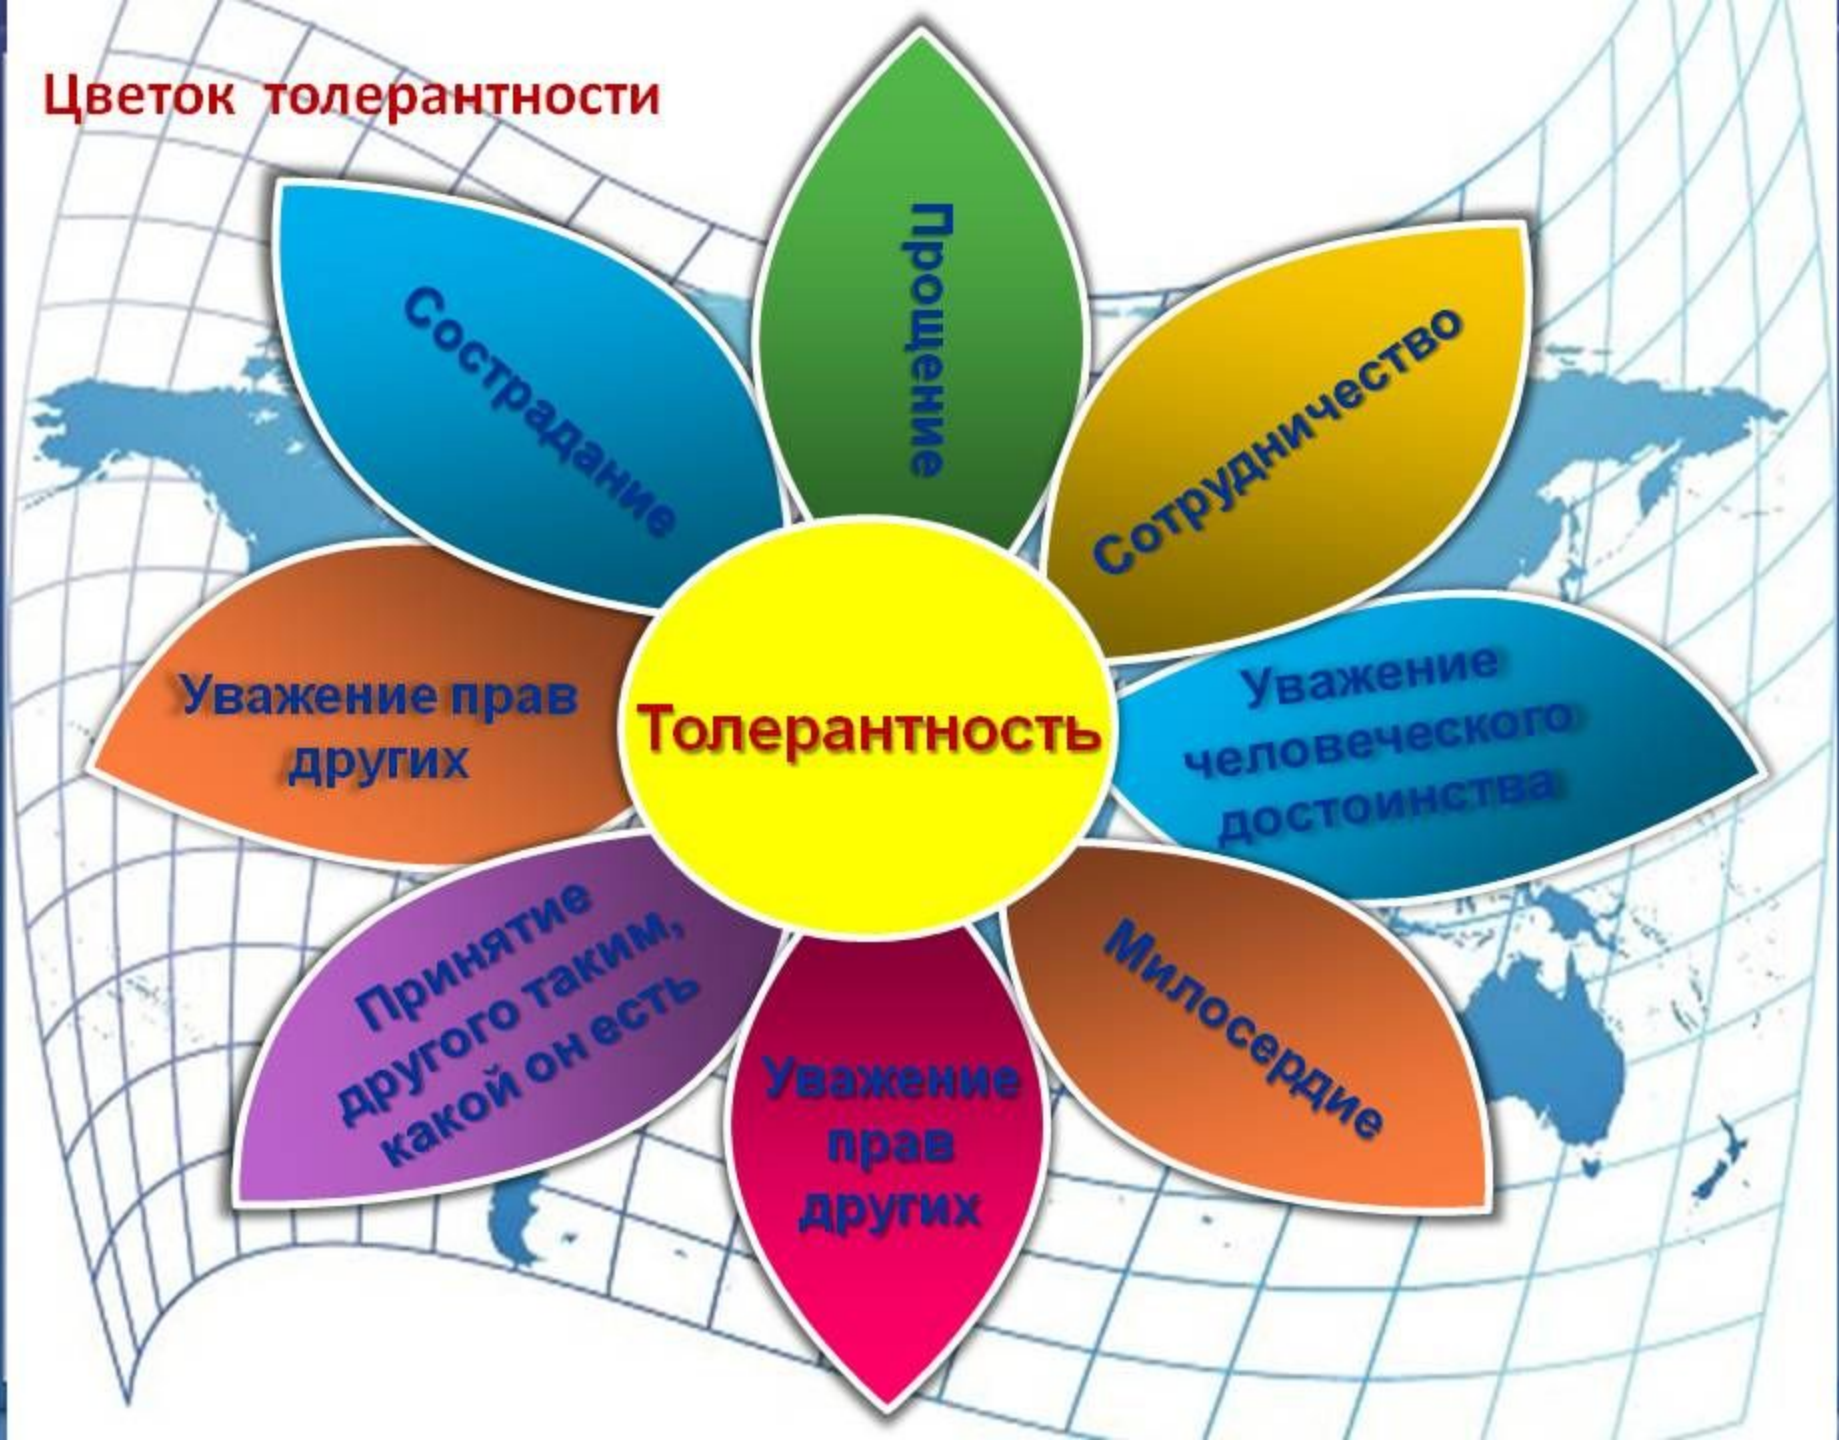 Цветок толерантности
Прощение
Сотрудничество
Уважение
человеческого
достоинства
Милосердие
Уважение
прав
других
Принятие
другого таким,
какой он есть
Уважение прав
других
Сострадание
Толерантность